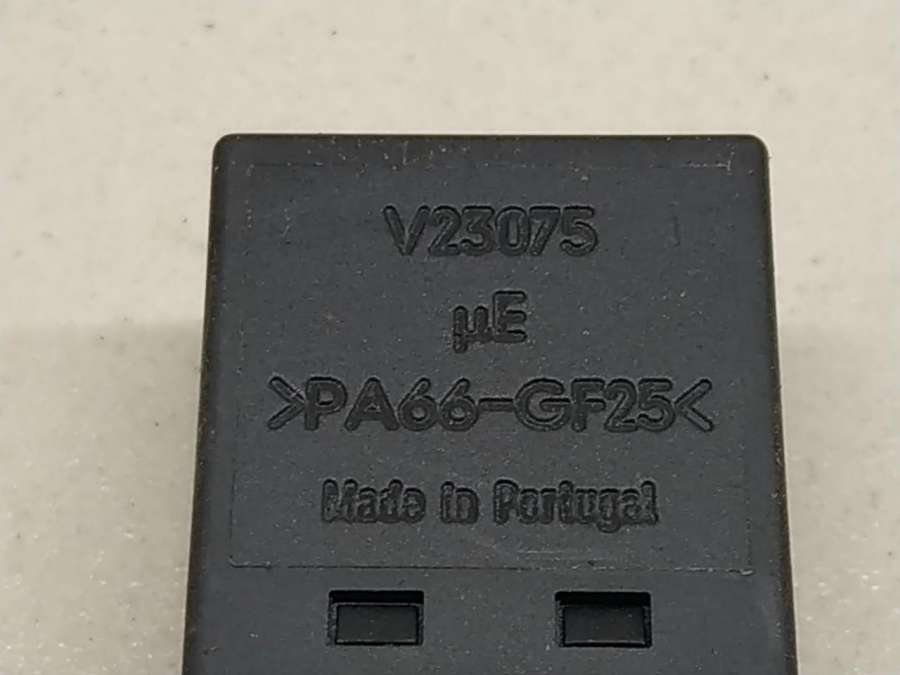 V23075
µE
>PA66-GF25<
Made in Portugal